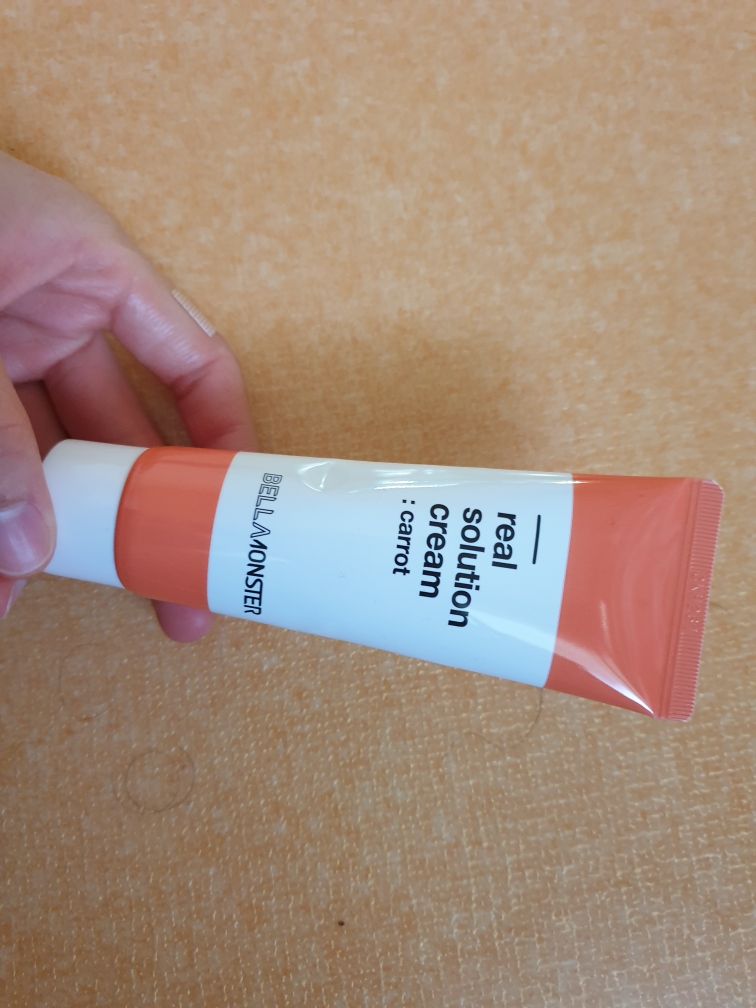 real
solution
cream
: carrot
BELLAMONSTER